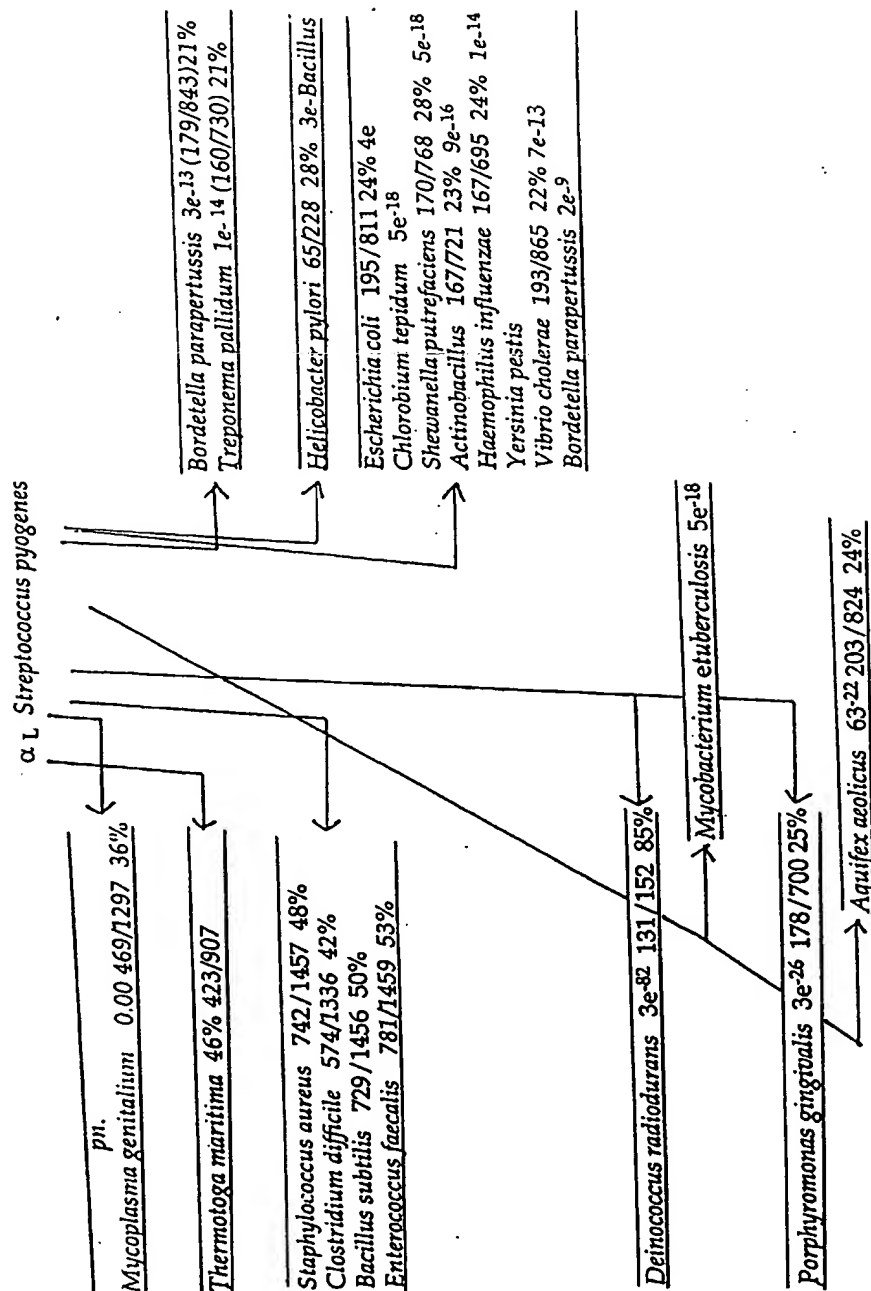 α L Streptococcus pyogenes
pn.
Mycoplasma genitalium 0.00 469/1297 36%
Thermotoga maritima 46% 423/907
Staphylococcus aureus 742/1457 48%
Clostridium difficile 574/1336 42%
Bacillus subtilis 729/1456 50%
Enterococcus faecalis 781/1459 53%
Deinococcus radiodurans 3e-82 131/152 85%
Mycobacterium etuberculosis 5e-18
Porphyromonas gingivalis 3e-26 178/700 25%
Aquifex aeolicus 63-22 203/824 24%
Bordetella parapertussis 3e-13 (179/843)21%
Treponema pallidum 1e-14 (160/730) 21%
Helicobacter pylori 65/228 28% 3e-Bacillus
Escherichia coli 195/811 24% 4e
Chlorobium tepidum 5e-18
Shewanella putrefaciens 170/768 28% 5e-18
Actinobacillus 167/721 23% 9e-16
Haemophilus influenzae 167/695 24% 1e-14
Yersinia pestis
Vibrio cholerae 193/865 22% 7e-13
Bordetella parapertussis 2e-9